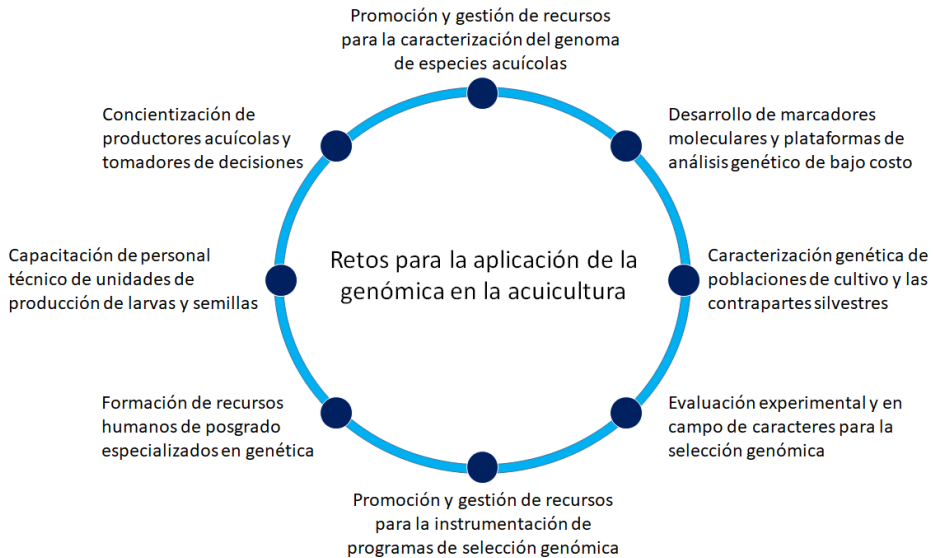 Promoción y gestión de recursos
para la caracterización del genoma
de especies acuícolas
Concientización de
productores acuícolas y
tomadores de decisiones
Desarrollo de marcadores
moleculares y plataformas de
análisis genético de bajo costo
Capacitación de personal
técnico de unidades de
producción de larvas y semillas
Retos para la aplicación de la
genómica en la acuicultura
Caracterización genética de
poblaciones de cultivo y las
contrapartes silvestres
Formación de recursos
humanos de posgrado
especializados en genética
Evaluación experimental y en
campo de caracteres para la
selección genómica
Promoción y gestión de recursos
para la instrumentación de
programas de selección genómica